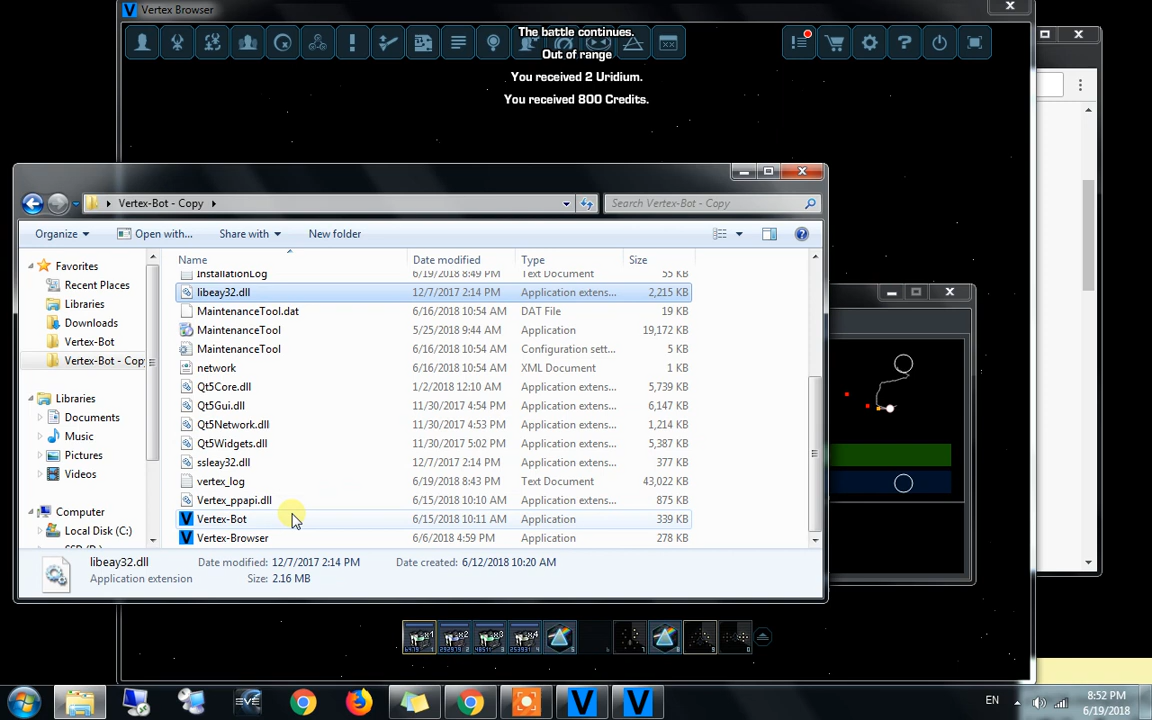 Vertex Browser
The battle continues.
Out of range
You received 2 Uridium.
You received 800 Credits.
Vertex-Bot - Copy
Search Vertex-Bot - Copy
Organize
Open with...
Share with
New folder
Name
Date modified
Type
Size
Favorites
Recent Places
Libraries
Downloads
Vertex-Bot
Vertex-Bot - Cop
Libraries
Documents
Music
Pictures
Videos
Computer
Local Disk (C:)
InstallationLog 6/19/2018 8:49 PM Text Document 55 KB
libeay32.dll 12/7/2017 2:14 PM Application extens... 2,215 KB
MaintenanceTool.dat 6/16/2018 10:54 AM DAT File 19 KB
MaintenanceTool 5/25/2018 9:44 AM Application 19,172 KB
MaintenanceTool 6/16/2018 10:54 AM Configuration sett... 5 KB
network 6/16/2018 10:54 AM XML Document 1 KB
Qt5Core.dll 1/2/2018 12:10 AM Application extens... 5,739 KB
Qt5Gui.dll 11/30/2017 4:54 PM Application extens... 6,147 KB
Qt5Network.dll 11/30/2017 4:53 PM Application extens... 1,214 KB
Qt5Widgets.dll 11/30/2017 5:02 PM Application extens... 5,387 KB
ssleay32.dll 12/7/2017 2:14 PM Application extens... 377 KB
vertex_log 6/19/2018 8:43 PM Text Document 43,022 KB
Vertex_ppapi.dll 6/15/2018 10:10 AM Application extens... 875 KB
Vertex-Bot 6/15/2018 10:11 AM Application 339 KB
Vertex-Browser 6/6/2018 4:59 PM Application 278 KB
libeay32.dll
Date modified: 12/7/2017 2:14 PM
Date created: 6/12/2018 10:20 AM
Application extension
Size: 2.16 MB
x1
x2
x3
x4
EVE
EN
8:52 PM
6/19/2018